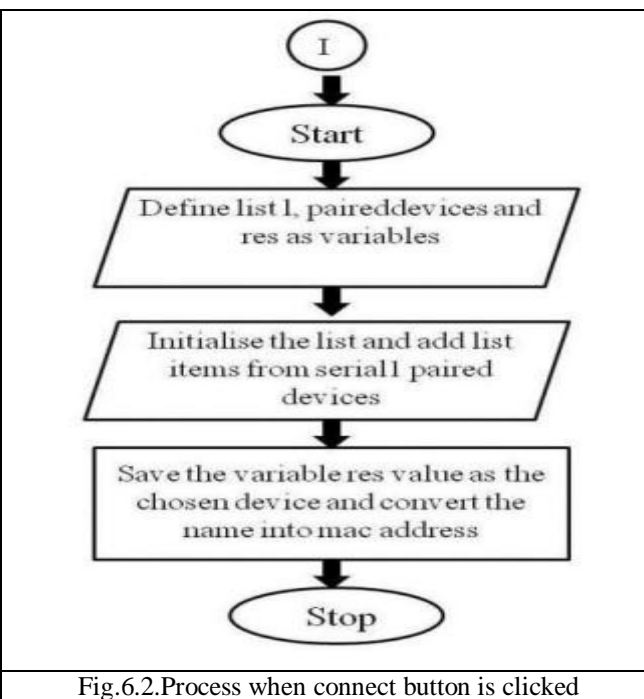 I
Start
Define list l, paireddevices and
res as variables
Initialise the list and add list
items from serial1 paired
devices
Save the variable res value as the
chosen device and convert the
name into mac address
Stop
Fig.6.2.Process when connect button is clicked